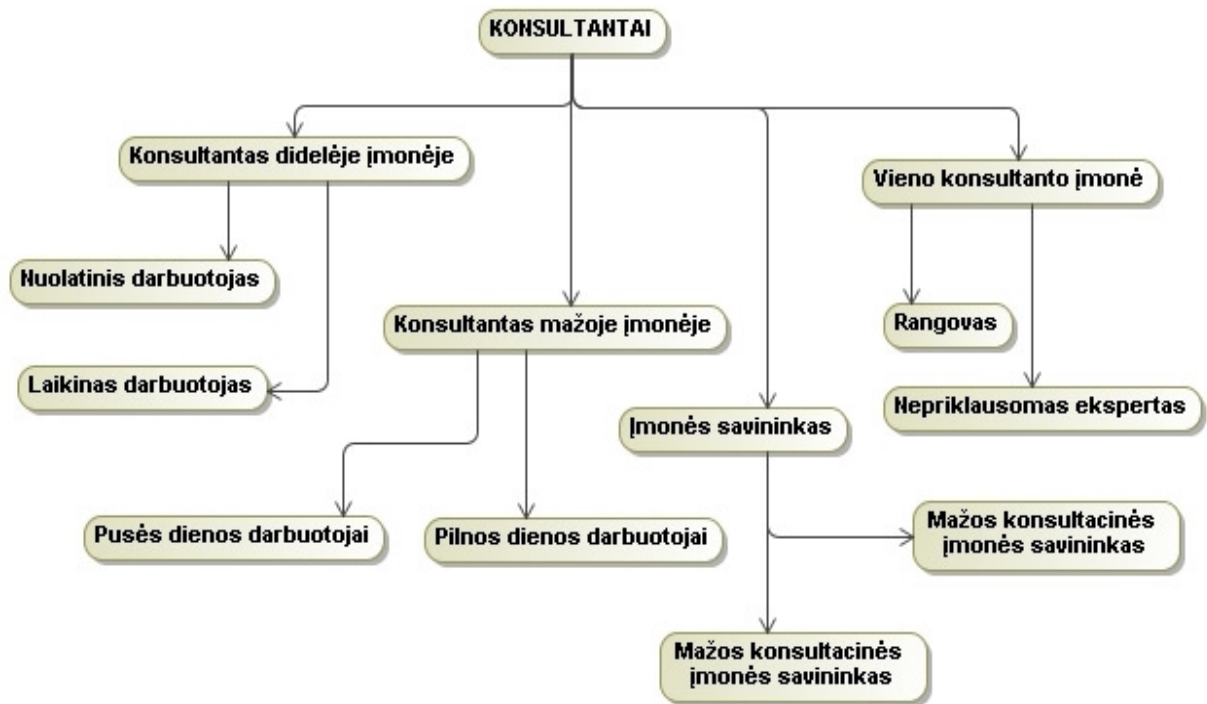 KONSULTANTAI
Konsultantas didelėje įmonėje
Vieno konsultanto įmonė
Nuolatinis darbuotojas
Konsultantas mažoje įmonėje
Rangovas
Laikinas darbuotojas
Nepriklausomas ekspertas
Įmonės savininkas
Pusės dienos darbuotojai
Pilnos dienos darbuotojai
Mažos konsultacinės
įmonės savininkas
Mažos konsultacinės
įmonės savininkas